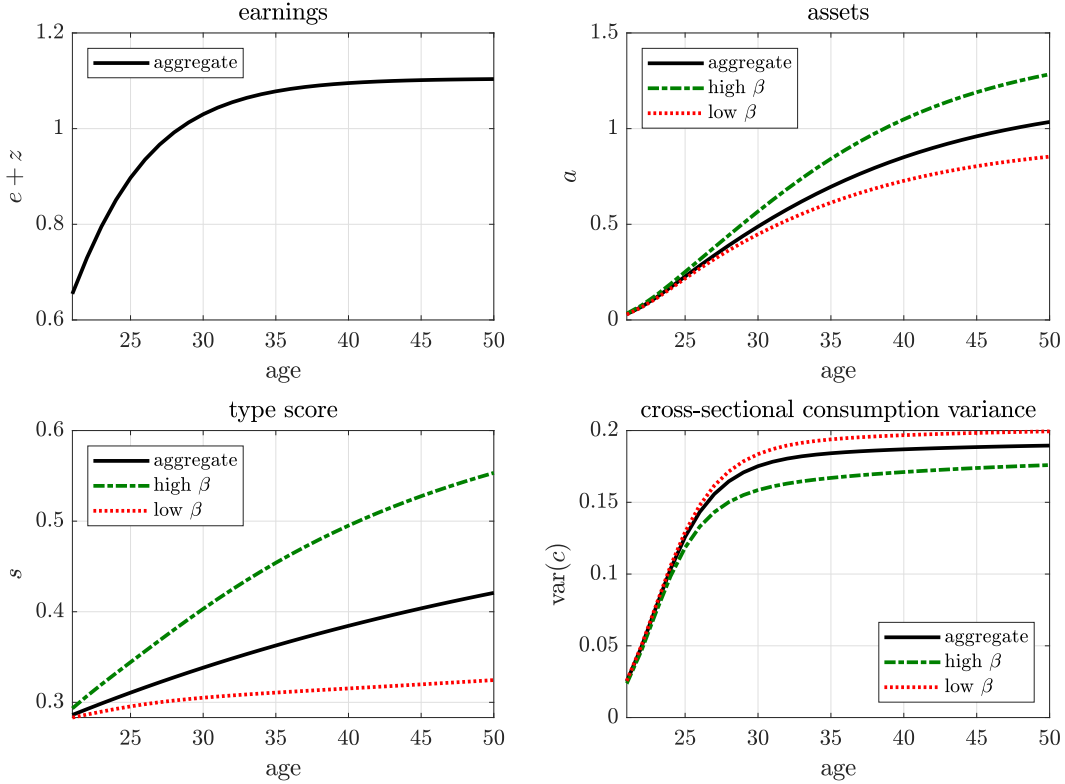 earnings
1.2
1
0.8
0.6
e + z
aggregate
25 30 35 40 45 50
age
assets
1.5
1
0.5
0
a
aggregate
high β
low β
25 30 35 40 45 50
age
type score
0.6
0.5
0.4
0.3
s
aggregate
high β
low β
25 30 35 40 45 50
age
cross-sectional consumption variance
0.2
0.15
0.1
0.05
0
var(c)
aggregate
high β
low β
25 30 35 40 45 50
age